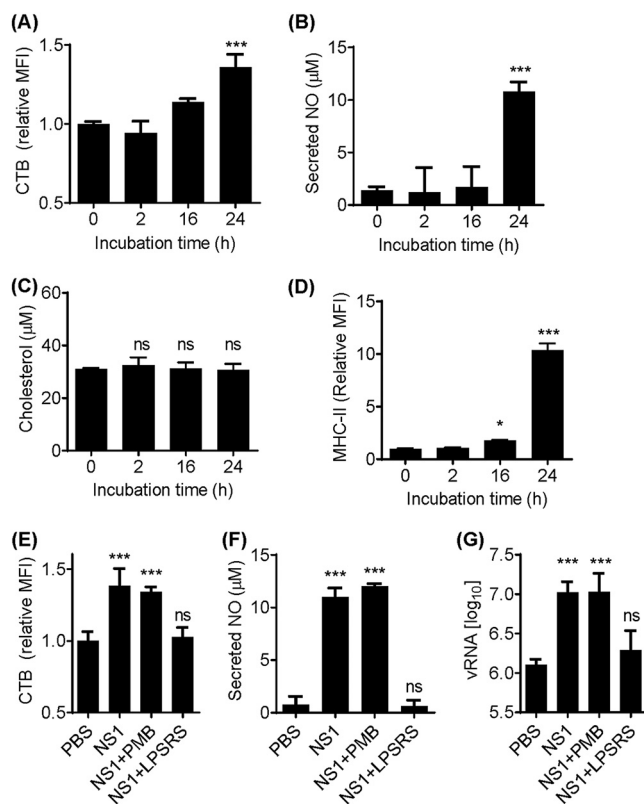 (A)
CTB (relative MFI)
1.5
1.0
0.5
***
0 2 16 24
Incubation time (h)
(B)
Secreted NO (μM)
15
10
5
0
***
0 2 16 24
Incubation time (h)
(C)
Cholesterol (μM)
60
40
20
0
ns ns ns
0 2 16 24
Incubation time (h)
(D)
MHC-II (Relative MFI)
15
10
5
0
* ***
0 2 16 24
Incubation time (h)
(E)
CTB (relative MFI)
1.5
1.0
0.5
*** *** ns
PBS
NS1
NS1+PMB
NS1+LPSRS
(F)
Secreted NO (μM)
15
10
5
0
*** *** ns
PBS
NS1
NS1+PMB
NS1+LPSRS
(G)
vRNA [log10]
7.5
7.0
6.5
6.0
5.5
*** *** ns
PBS
NS1
NS1+PMB
NS1+LPSRS